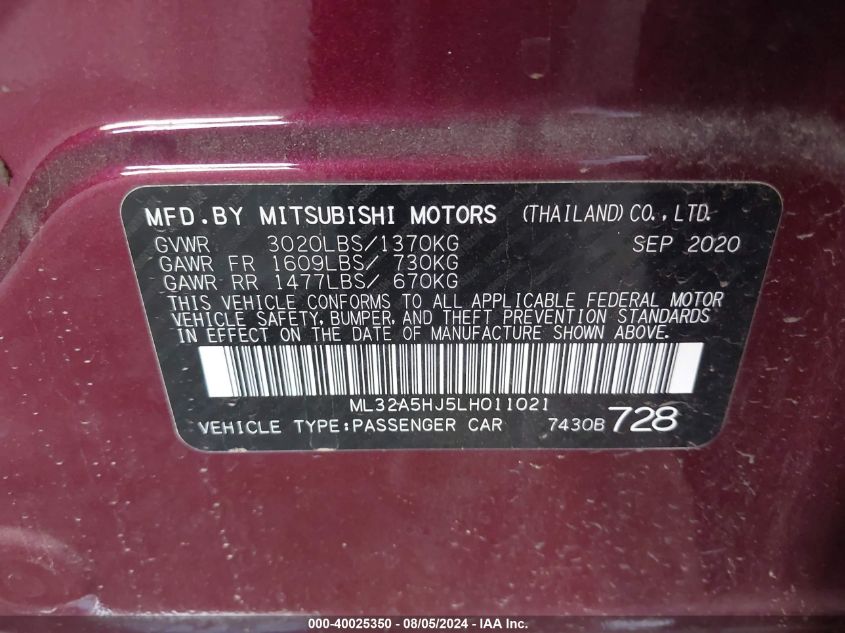 MFD.BY MITSUBISHI MOTORS (THAILAND)CO.,LTD.
GVWR 3020LBS/1370KG SEP 2020
GAWR FR 1609LBS/ 730KG
GAWR RR 1477LBS/ 670KG
THIS VEHICLE CONFORMS TO ALL APPLICABLE FEDERAL MOTOR
VEHICLE SAFETY, BUMPER, AND THEFT PREVENTION STANDARDS
IN EFFECT ON THE DATE OF MANUFACTURE SHOWN ABOVE.
ML32A5HJ5LH011021
VEHICLE TYPE:PASSENGER CAR 7430B 728
000-40025350 - 08/05/2024 - IAAI.com